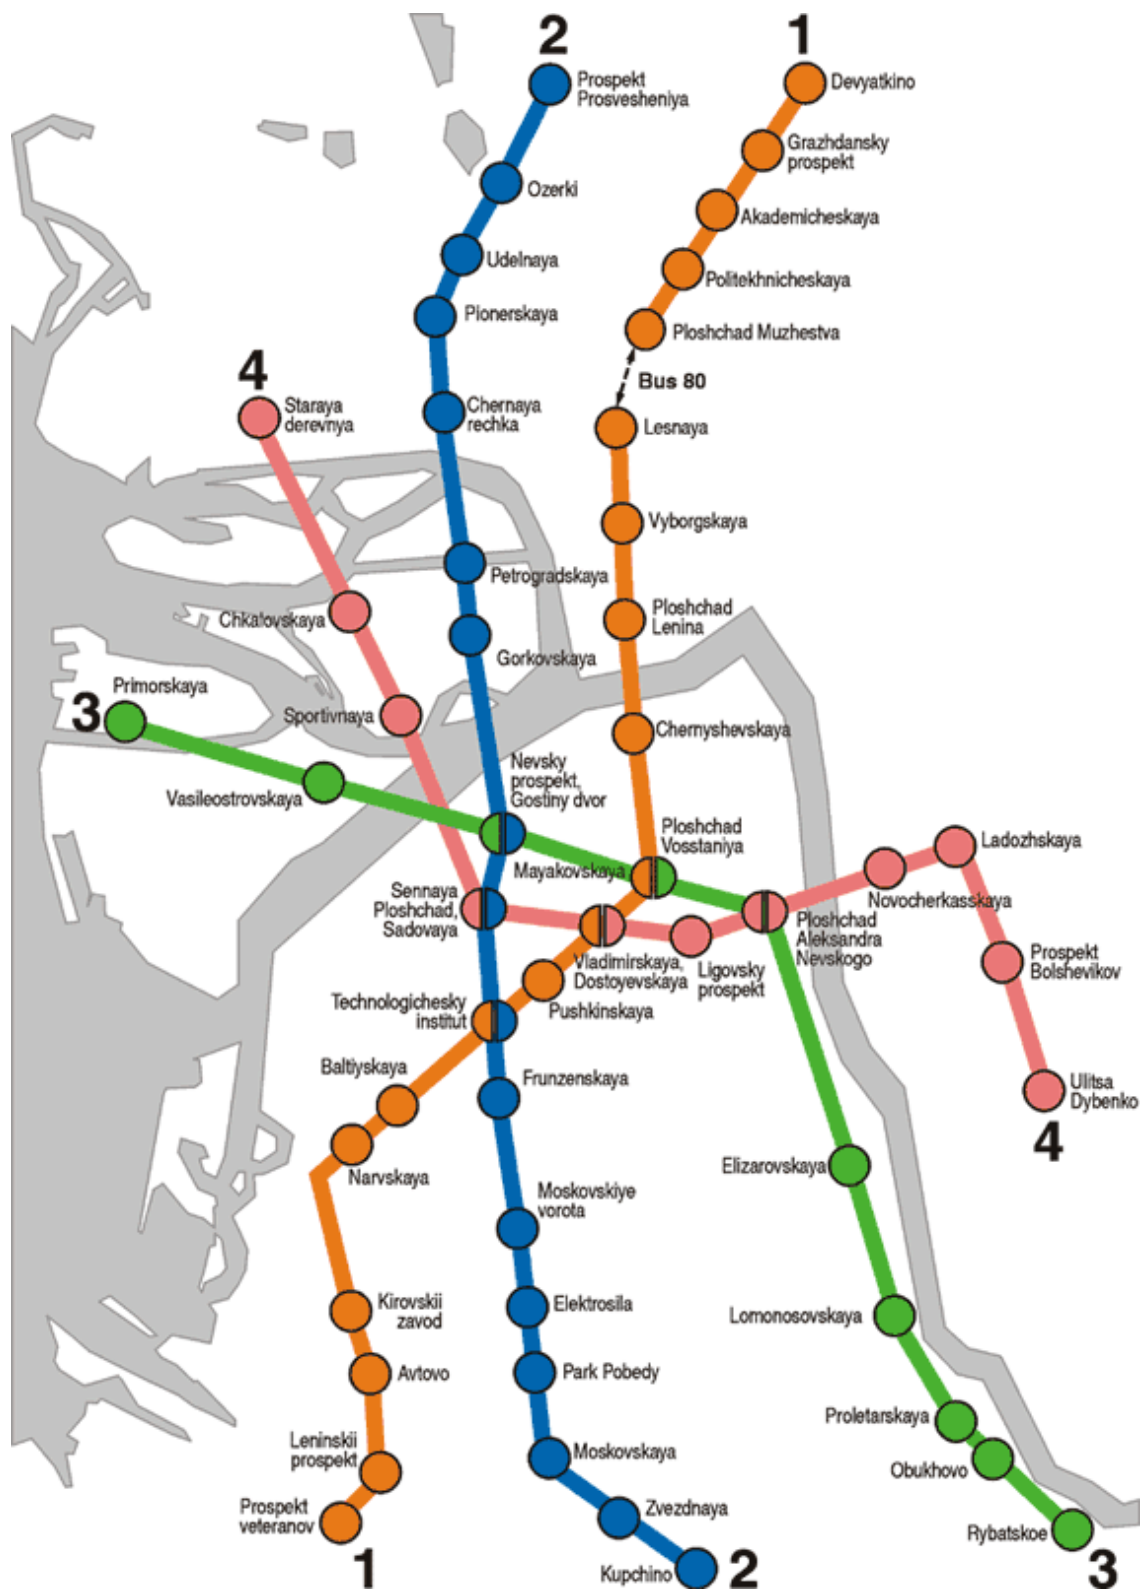 2
1
Prospekt
Prosvesheniya
Devyatkino
Grazhdansky
prospekt
Ozerki
Akademicheskaya
Udelnaya
Politekhnicheskaya
Pionerskaya
Ploshchad Muzhestva
4
Bus 80
Staraya
derevnya
Chernaya
rechka
Lesnaya
Vyborgskaya
Petrogradskaya
Chkalovskaya
Ploshchad
Lenina
Gorkovskaya
Primorskaya
3
Sportivnaya
Chernyshevskaya
Nevsky
prospekt,
Gostiny dvor
Vasileostrovskaya
Ploshchad
Vosstaniya
Mayakovskaya
Ladozhskaya
Novocherkasskaya
Sennaya
Ploshchad,
Sadovaya
Ploshchad
Aleksandra
Nevskogo
Vladimirskaya,
Dostoyevskaya
Ligovsky
prospekt
Prospekt
Bolshevikov
Pushkinskaya
Technologichesky
institut
Baltiyskaya
Frunzenskaya
Ulitsa
Dybenko
4
Narvskaya
Elizarovskaya
Moskovskiye
vorota
Kirovskii
zavod
Elektrosila
Lomonosovskaya
Avtovo
Park Pobedy
Proletarskaya
Leninskii
prospekt
Moskovskaya
Obukhovo
Prospekt
veteranov
Zvezdnaya
Rybatskoe
1
Kupchino
2
3